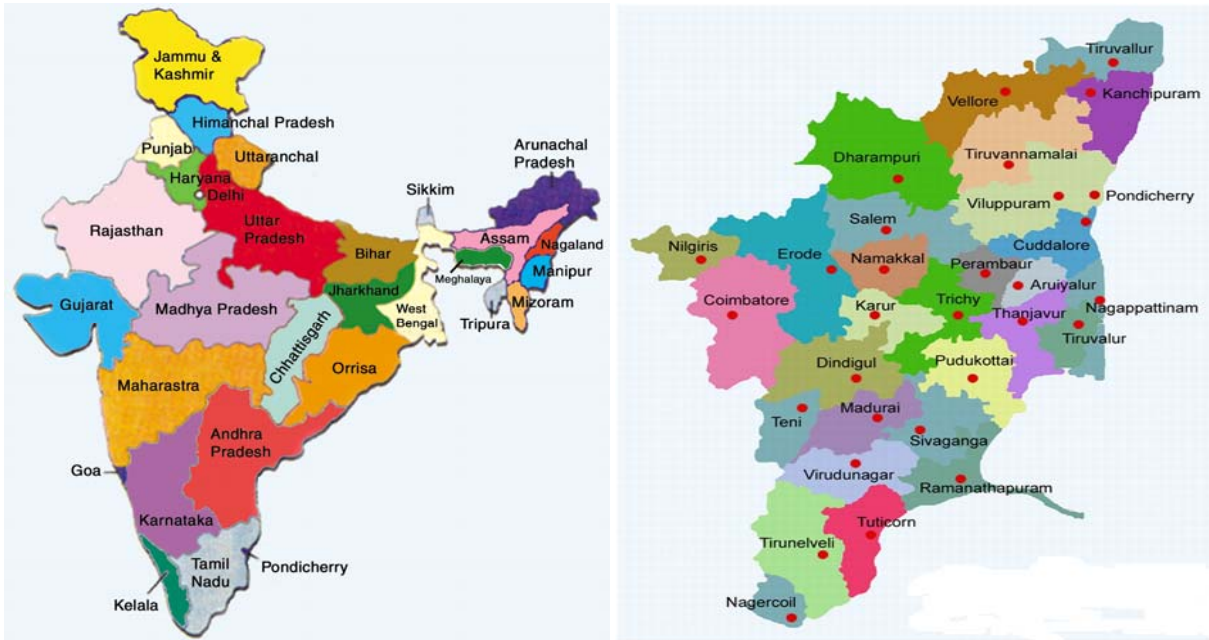 Jammu &
Kashmir
Himanchal Pradesh
Punjab
Uttaranchal
Haryana
Delhi
Rajasthan
Uttar
Pradesh
Sikkim
Arunachal
Pradesh
Bihar
Assam
Nagaland
Meghalaya
Manipur
Gujarat
Madhya Pradesh
Jharkhand
West
Bengal
Tripura
Mizoram
Chhattisgarh
Maharastra
Orrisa
Andhra
Pradesh
Goa
Karnataka
Tamil
Nadu
Pondicherry
Kelala
Tiruvallur
Vellore
Kanchipuram
Dharampuri
Tiruvannamalai
Viluppuram
Pondicherry
Salem
Cuddalore
Nilgiris
Erode
Namakkal
Perambaur
Aruiyalur
Coimbatore
Karur
Trichy
Thanjavur
Nagappattinam
Tiruvalur
Dindigul
Pudukottai
Teni
Madurai
Sivaganga
Virudunagar
Ramanathapuram
Tuticorn
Tirunelveli
Nagercoil